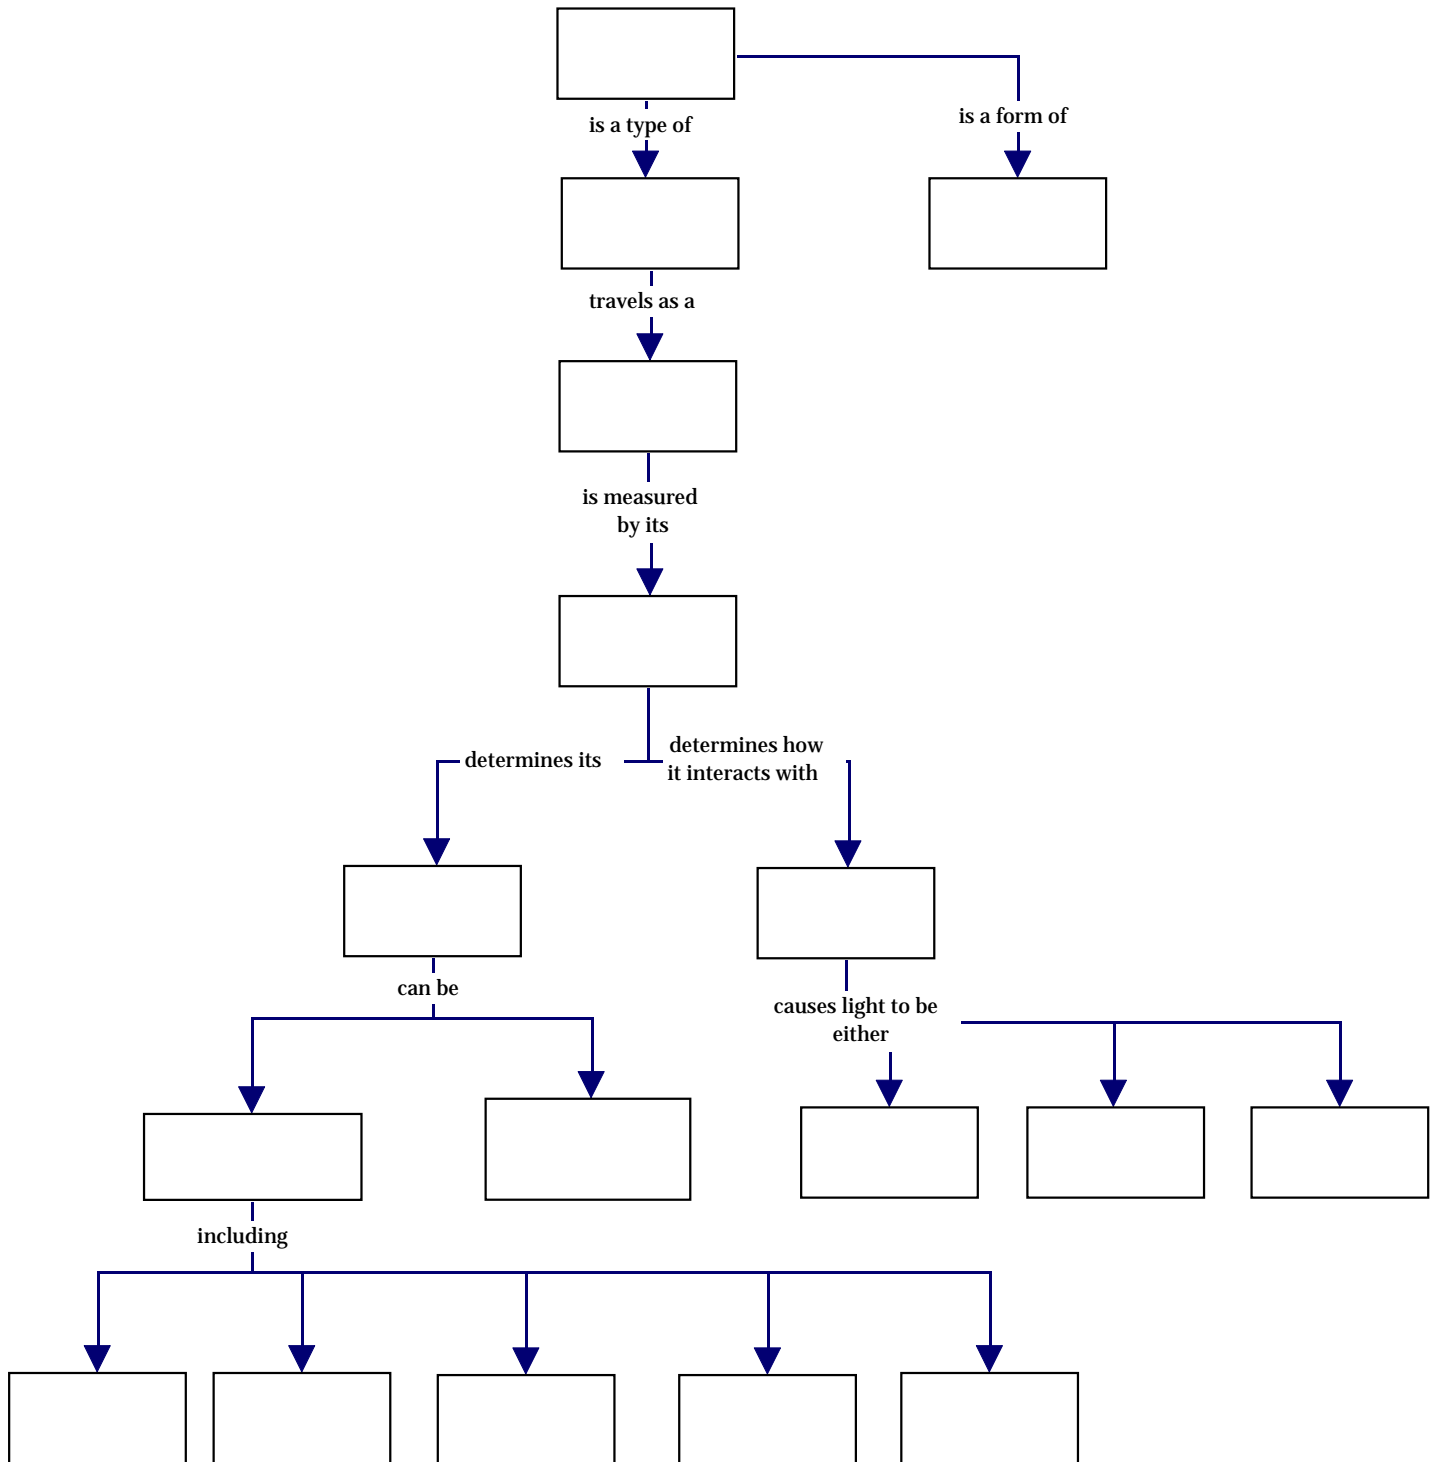 is a type of
is a form of
travels as a
is measured
by its
determines its
determines how
it interacts with
can be
causes light to be
either
including